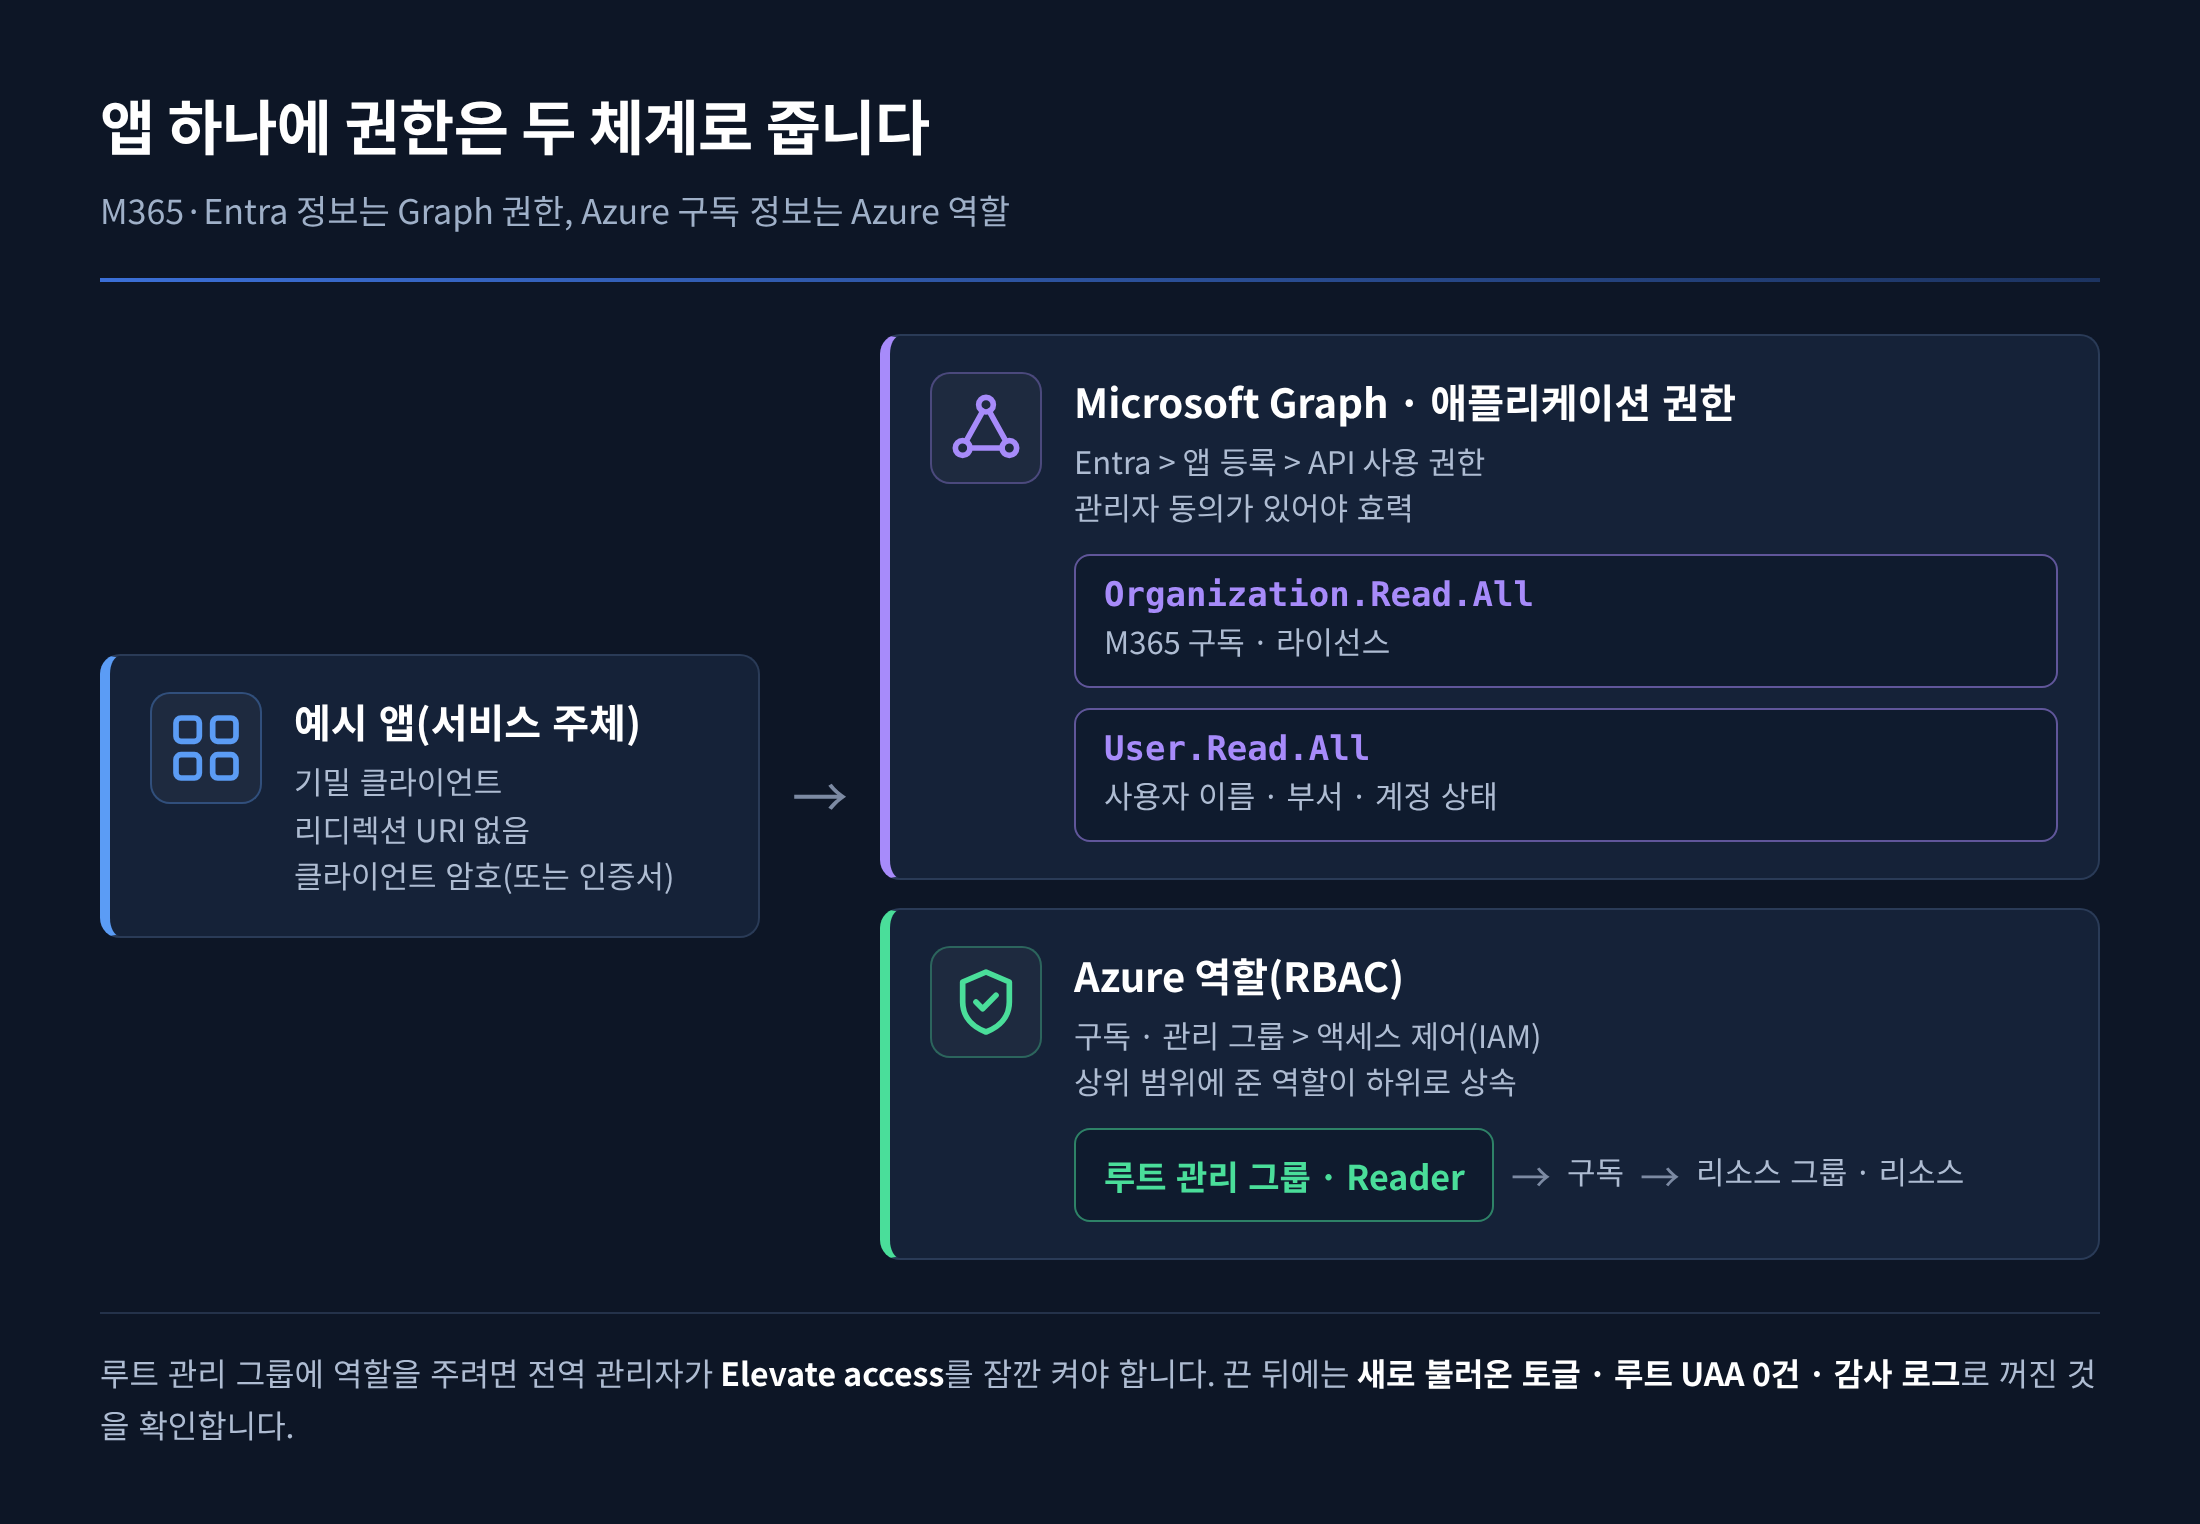 앱 하나에 권한은 두 체계로 줍니다
M365·Entra 정보는 Graph 권한, Azure 구독 정보는 Azure 역할
예시 앱(서비스 주체)
기밀 클라이언트
리디렉션 URI 없음
클라이언트 암호(또는 인증서)
→
Microsoft Graph · 애플리케이션 권한
Entra > 앱 등록 > API 사용 권한
관리자 동의가 있어야 효력
Organization.Read.All
M365 구독 · 라이선스
User.Read.All
사용자 이름 · 부서 · 계정 상태
Azure 역할(RBAC)
구독 · 관리 그룹 > 액세스 제어(IAM)
상위 범위에 준 역할이 하위로 상속
루트 관리 그룹 · Reader → 구독 → 리소스 그룹 · 리소스
루트 관리 그룹에 역할을 주려면 전역 관리자가 Elevate access를 잠깐 켜야 합니다. 끈 뒤에는 새로 불러온 토글 · 루트 UAA 0건 · 감사 로그로 꺼진 것
을 확인합니다.